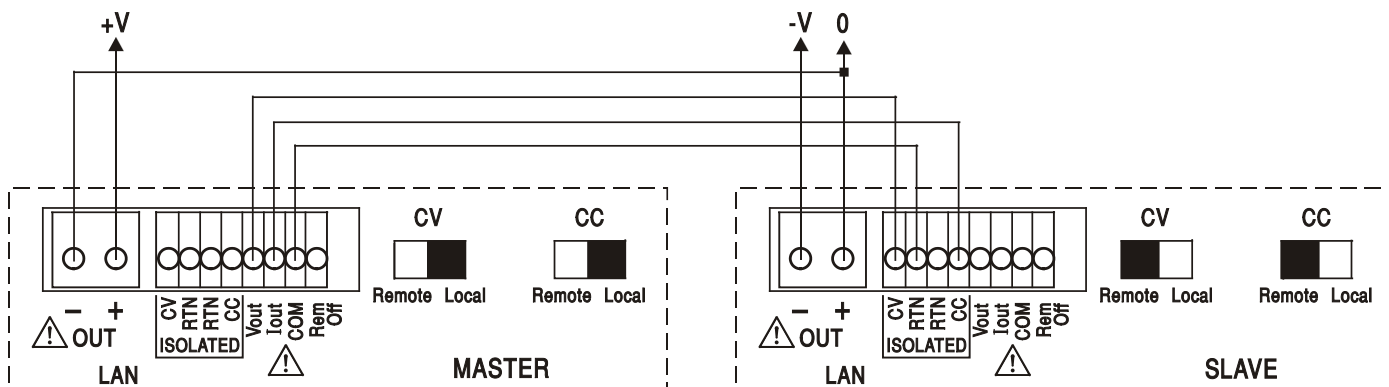 +V -V 0
CV CC CV CC
Remote Local Remote Local Remote Local Remote Local
− + CV RTN RTN CC Vout Iout COM Rem Off − + CV RTN RTN CC Vout Iout COM Rem Off
OUT ISOLATED OUT ISOLATED
LAN MASTER LAN SLAVE